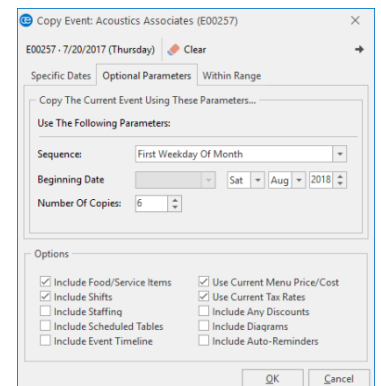 Copy Event: Acoustics Associates (E00257)
E00257 - 7/20/2017 (Thursday) Clear
Specific Dates Optional Parameters Within Range
Copy The Current Event Using These Parameters...
Use The Following Parameters:
Sequence: First Weekday Of Month
Beginning Date Sat Aug 2018
Number Of Copies: 6
Options
Include Food/Service Items Use Current Menu Price/Cost
Include Shifts Use Current Tax Rates
Include Staffing Include Any Discounts
Include Scheduled Tables Include Diagrams
Include Event Timeline Include Auto-Reminders
OK Cancel